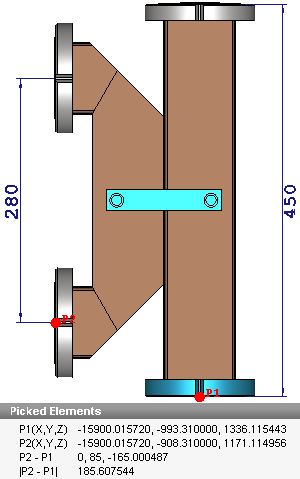 280
450
P2
P1
Picked Elements
P1(X,Y,Z) -15900.015720, -993.310000, 1336.115443
P2(X,Y,Z) -15900.015720, -908.310000, 1171.114956
P2 - P1 0, 85, -165.000487
|P2 - P1| 185.607544